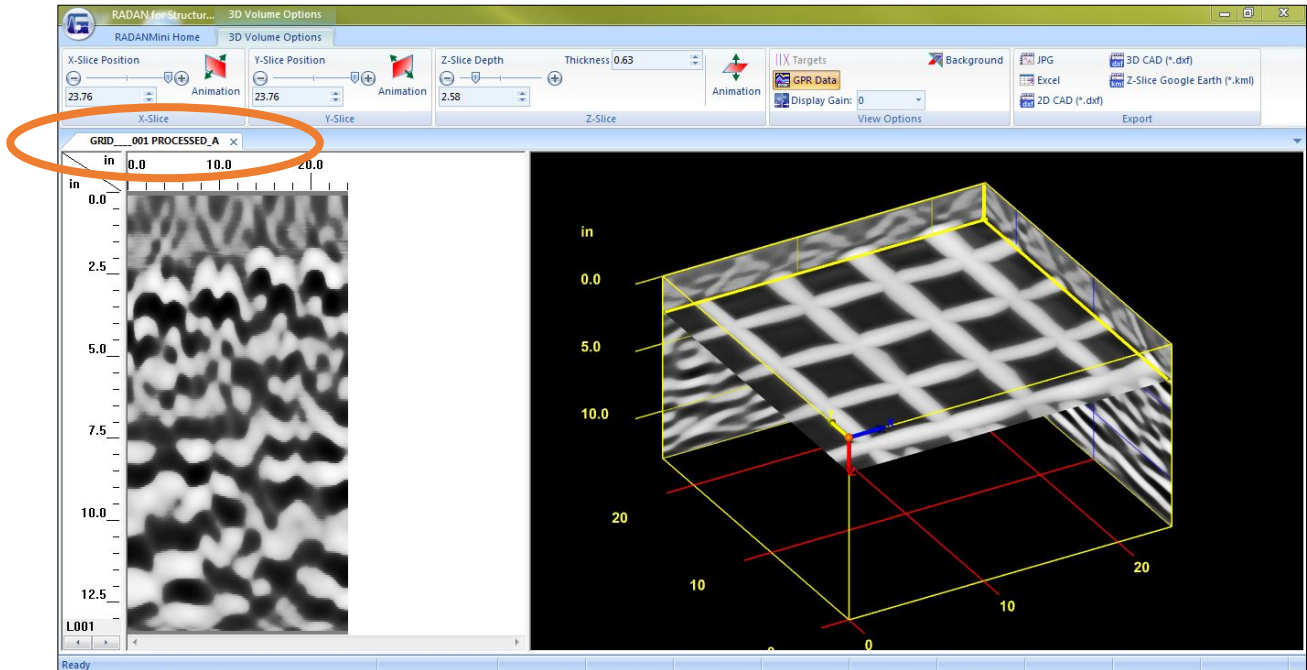 RADAN for Structur... 3D Volume Options
RADANMini Home 3D Volume Options
X-Slice Position Y-Slice Position Z-Slice Depth Thickness 0.63 Targets Background JPG 3D CAD (*.dxf)
Animation Animation Animation GPR Data Excel Z-Slice Google Earth (*.kml)
23.76 23.76 2.58 Display Gain: 0 2D CAD (*.dxf)
X-Slice Y-Slice Z-Slice View Options Export
GRID___001 PROCESSED_A
in 0.0 10.0 20.0
in
0.0
2.5
5.0
7.5
10.0
12.5
L001
in
0.0
5.0
10.0
20
10
0
10
20
Ready